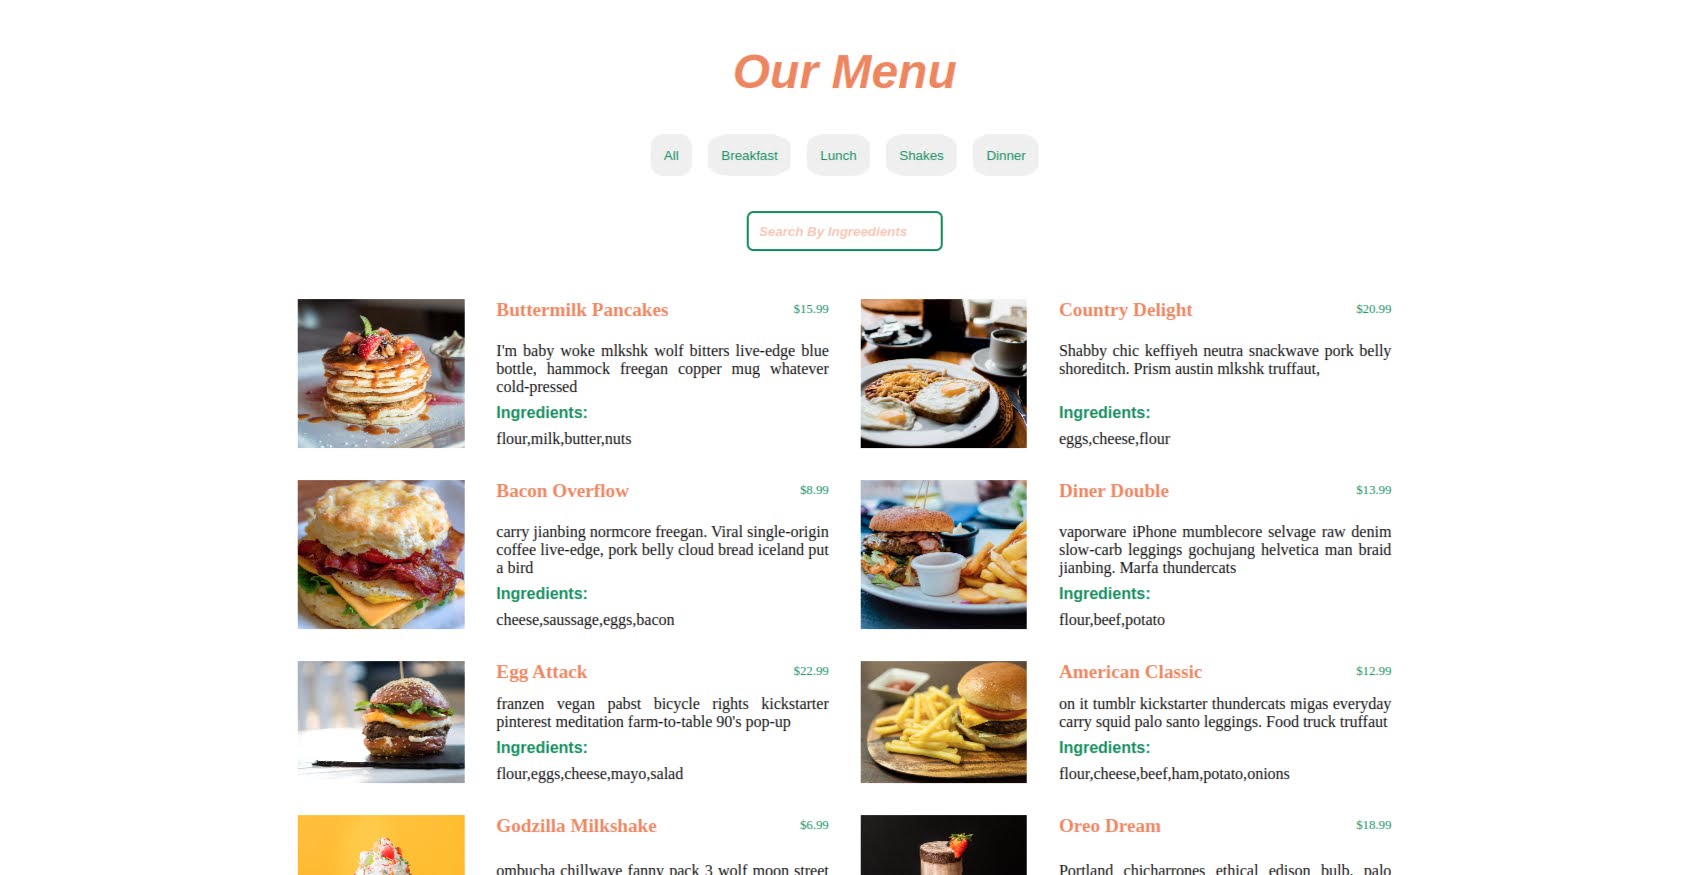 Our Menu
All
Breakfast
Lunch
Shakes
Dinner
Search By Ingreedients
Buttermilk Pancakes
$15.99
I'm baby woke mlkshk wolf bitters live-edge blue
bottle, hammock freegan copper mug whatever
cold-pressed
Ingredients:
flour,milk,butter,nuts
Country Delight
$20.99
Shabby chic keffiyeh neutra snackwave pork belly
shoreditch. Prism austin mlkshk truffaut,
Ingredients:
eggs,cheese,flour
Bacon Overflow
$8.99
carry jianbing normcore freegan. Viral single-origin
coffee live-edge, pork belly cloud bread iceland put
a bird
Ingredients:
cheese,saussage,eggs,bacon
Diner Double
$13.99
vaporware iPhone mumblecore selvage raw denim
slow-carb leggings gochujang helvetica man braid
jianbing. Marfa thundercats
Ingredients:
flour,beef,potato
Egg Attack
$22.99
franzen vegan pabst bicycle rights kickstarter
pinterest meditation farm-to-table 90's pop-up
Ingredients:
flour,eggs,cheese,mayo,salad
American Classic
$12.99
on it tumblr kickstarter thundercats migas everyday
carry squid palo santo leggings. Food truck truffaut
Ingredients:
flour,cheese,beef,ham,potato,onions
Godzilla Milkshake
$6.99
ombucha chillwave fanny pack 3 wolf moon street
Oreo Dream
$18.99
Portland chicharrones ethical edison bulb, palo